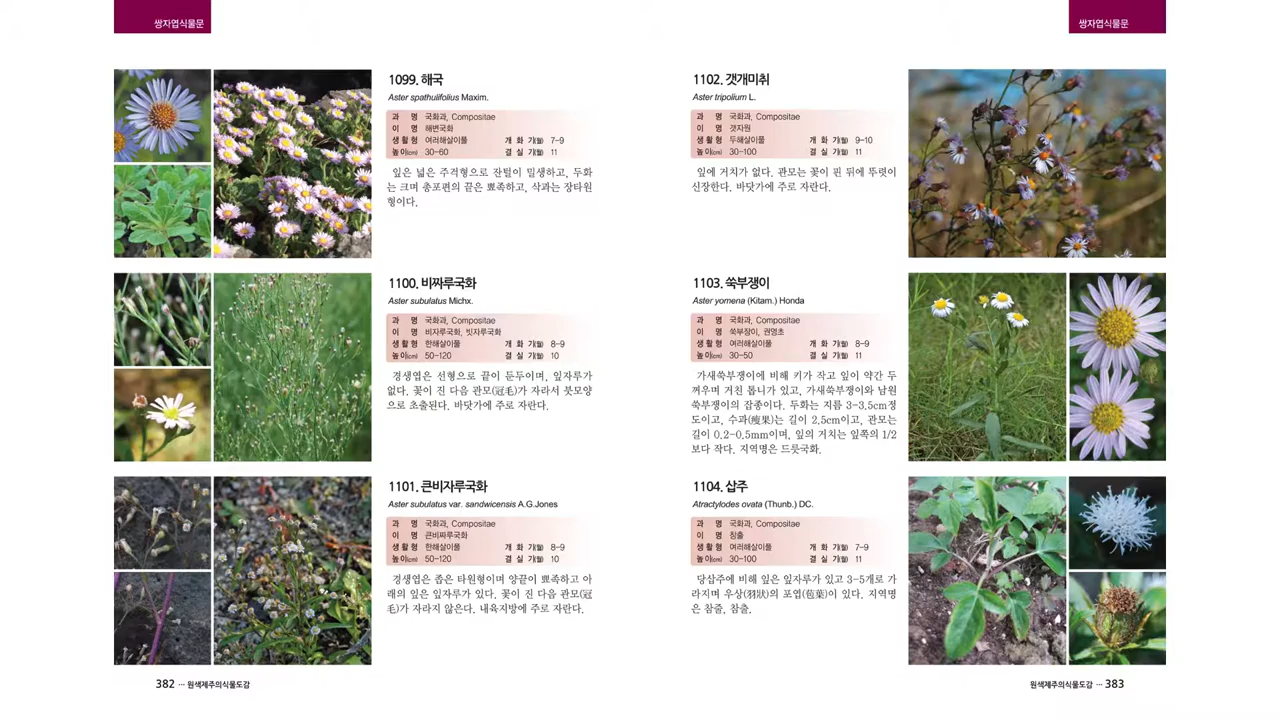 쌍자엽식물문
1099. 해국
Aster spathulifolius Maxim.
과 명 국화과, Compositae
이 명 해변국화
생 활 형 여러해살이풀 개 화 기(월) 7-9
높 이(cm) 30-60 결 실 기(월) 11
잎은 넓은 주걱형으로 잔털이 밀생하고, 두화
는 크며 총포편의 끝은 뾰족하고, 삭과는 장타원
형이다.
1100. 비짜루국화
Aster subulatus Michx.
과 명 국화과, Compositae
이 명 비자루국화, 빗자루국화
생 활 형 한해살이풀 개 화 기(월) 8-9
높 이(cm) 50-120 결 실 기(월) 10
경생엽은 선형으로 끝이 둔두이며, 잎자루가
없다. 꽃이 진 다음 관모(冠毛)가 자라서 붓모양
으로 초출된다. 바닷가에 주로 자란다.
1101. 큰비자루국화
Aster subulatus var. sandwicensis A.G.Jones
과 명 국화과, Compositae
이 명 큰비짜루국화
생 활 형 한해살이풀 개 화 기(월) 8-9
높 이(cm) 50-120 결 실 기(월) 10
경생엽은 좁은 타원형이며 양끝이 뾰족하고 아
래의 잎은 잎자루가 있다. 꽃이 진 다음 관모(冠
毛)가 자라지 않은다. 내육지방에 주로 자란다.
382 ··· 원색제주의식물도감
쌍자엽식물문
1102. 갯개미취
Aster tripolium L.
과 명 국화과, Compositae
이 명 갯자원
생 활 형 두해살이풀 개 화 기(월) 9-10
높 이(cm) 30-100 결 실 기(월) 11
잎에 거치가 없다. 관모는 꽃이 핀 뒤에 뚜렷이
신장한다. 바닷가에 주로 자란다.
1103. 쑥부쟁이
Aster yomena (Kitam.) Honda
과 명 국화과, Compositae
이 명 쑥부장이, 권영초
생 활 형 여러해살이풀 개 화 기(월) 8-9
높 이(cm) 30-50 결 실 기(월) 11
가새쑥부쟁이에 비해 키가 작고 잎이 약간 두
꺼우며 거친 톱니가 있고, 가새쑥부쟁이와 남원
쑥부쟁이의 잡종이다. 두화는 지름 3-3.5cm정
도이고, 수과(瘦果)는 길이 2.5cm이고, 관모는
길이 0.2-0.5mm이며, 잎의 거치는 잎쪽의 1/2
보다 작다. 지역명은 드릇국화.
1104. 삽주
Atractylodes ovata (Thunb.) DC.
과 명 국화과, Compositae
이 명 창출
생 활 형 여러해살이풀 개 화 기(월) 7-9
높 이(cm) 30-100 결 실 기(월) 11
당삽주에 비해 잎은 잎자루가 있고 3-5개로 가
라지며 우상(羽狀)의 포엽(苞葉)이 있다. 지역명
은 참줄, 참출.
원색제주의식물도감 ··· 383